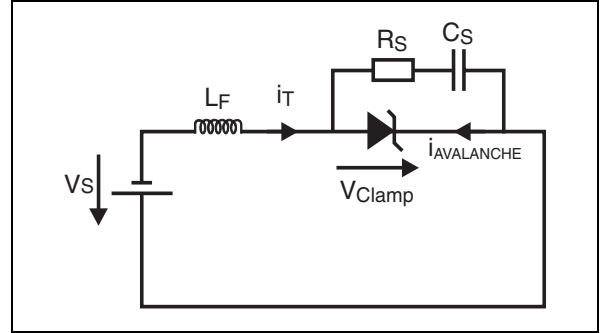 RS
CS
LF
iT
iAVALANCHE
VS
VClamp